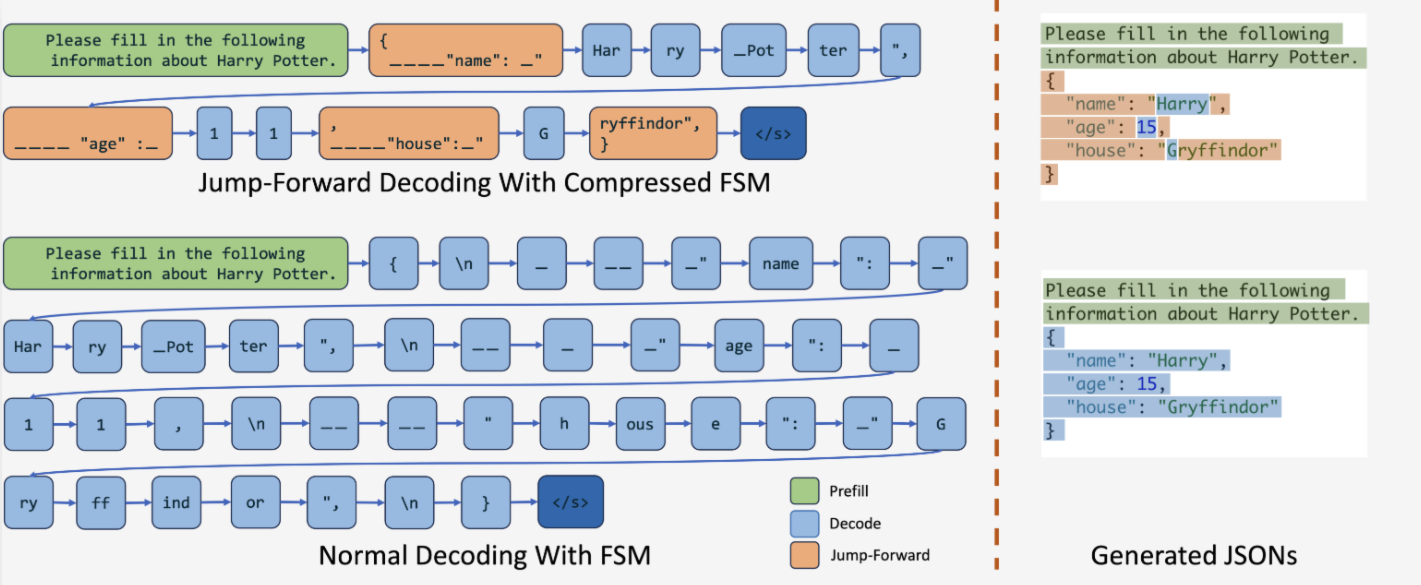 Please fill in the following
information about Harry Potter.
{
____"name": _"
Har
ry
_Pot
ter
",
____ "age" :_
1
1
,
____"house":_"
G
ryffindor",
}
</s>
Jump-Forward Decoding With Compressed FSM
Please fill in the following
information about Harry Potter.
{
\n
_
__
_"
name
":
_"
Har
ry
_Pot
ter
",
\n
__
_
_"
age
":
_
1
1
,
\n
__
__
"
h
ous
e
":
_"
G
ry
ff
ind
or
",
\n
}
</s>
Normal Decoding With FSM
Prefill
Decode
Jump-Forward
Please fill in the following
information about Harry Potter.
{
"name": "Harry",
"age": 15,
"house": "Gryffindor"
}
Please fill in the following
information about Harry Potter.
{
"name": "Harry",
"age": 15,
"house": "Gryffindor"
}
Generated JSONs